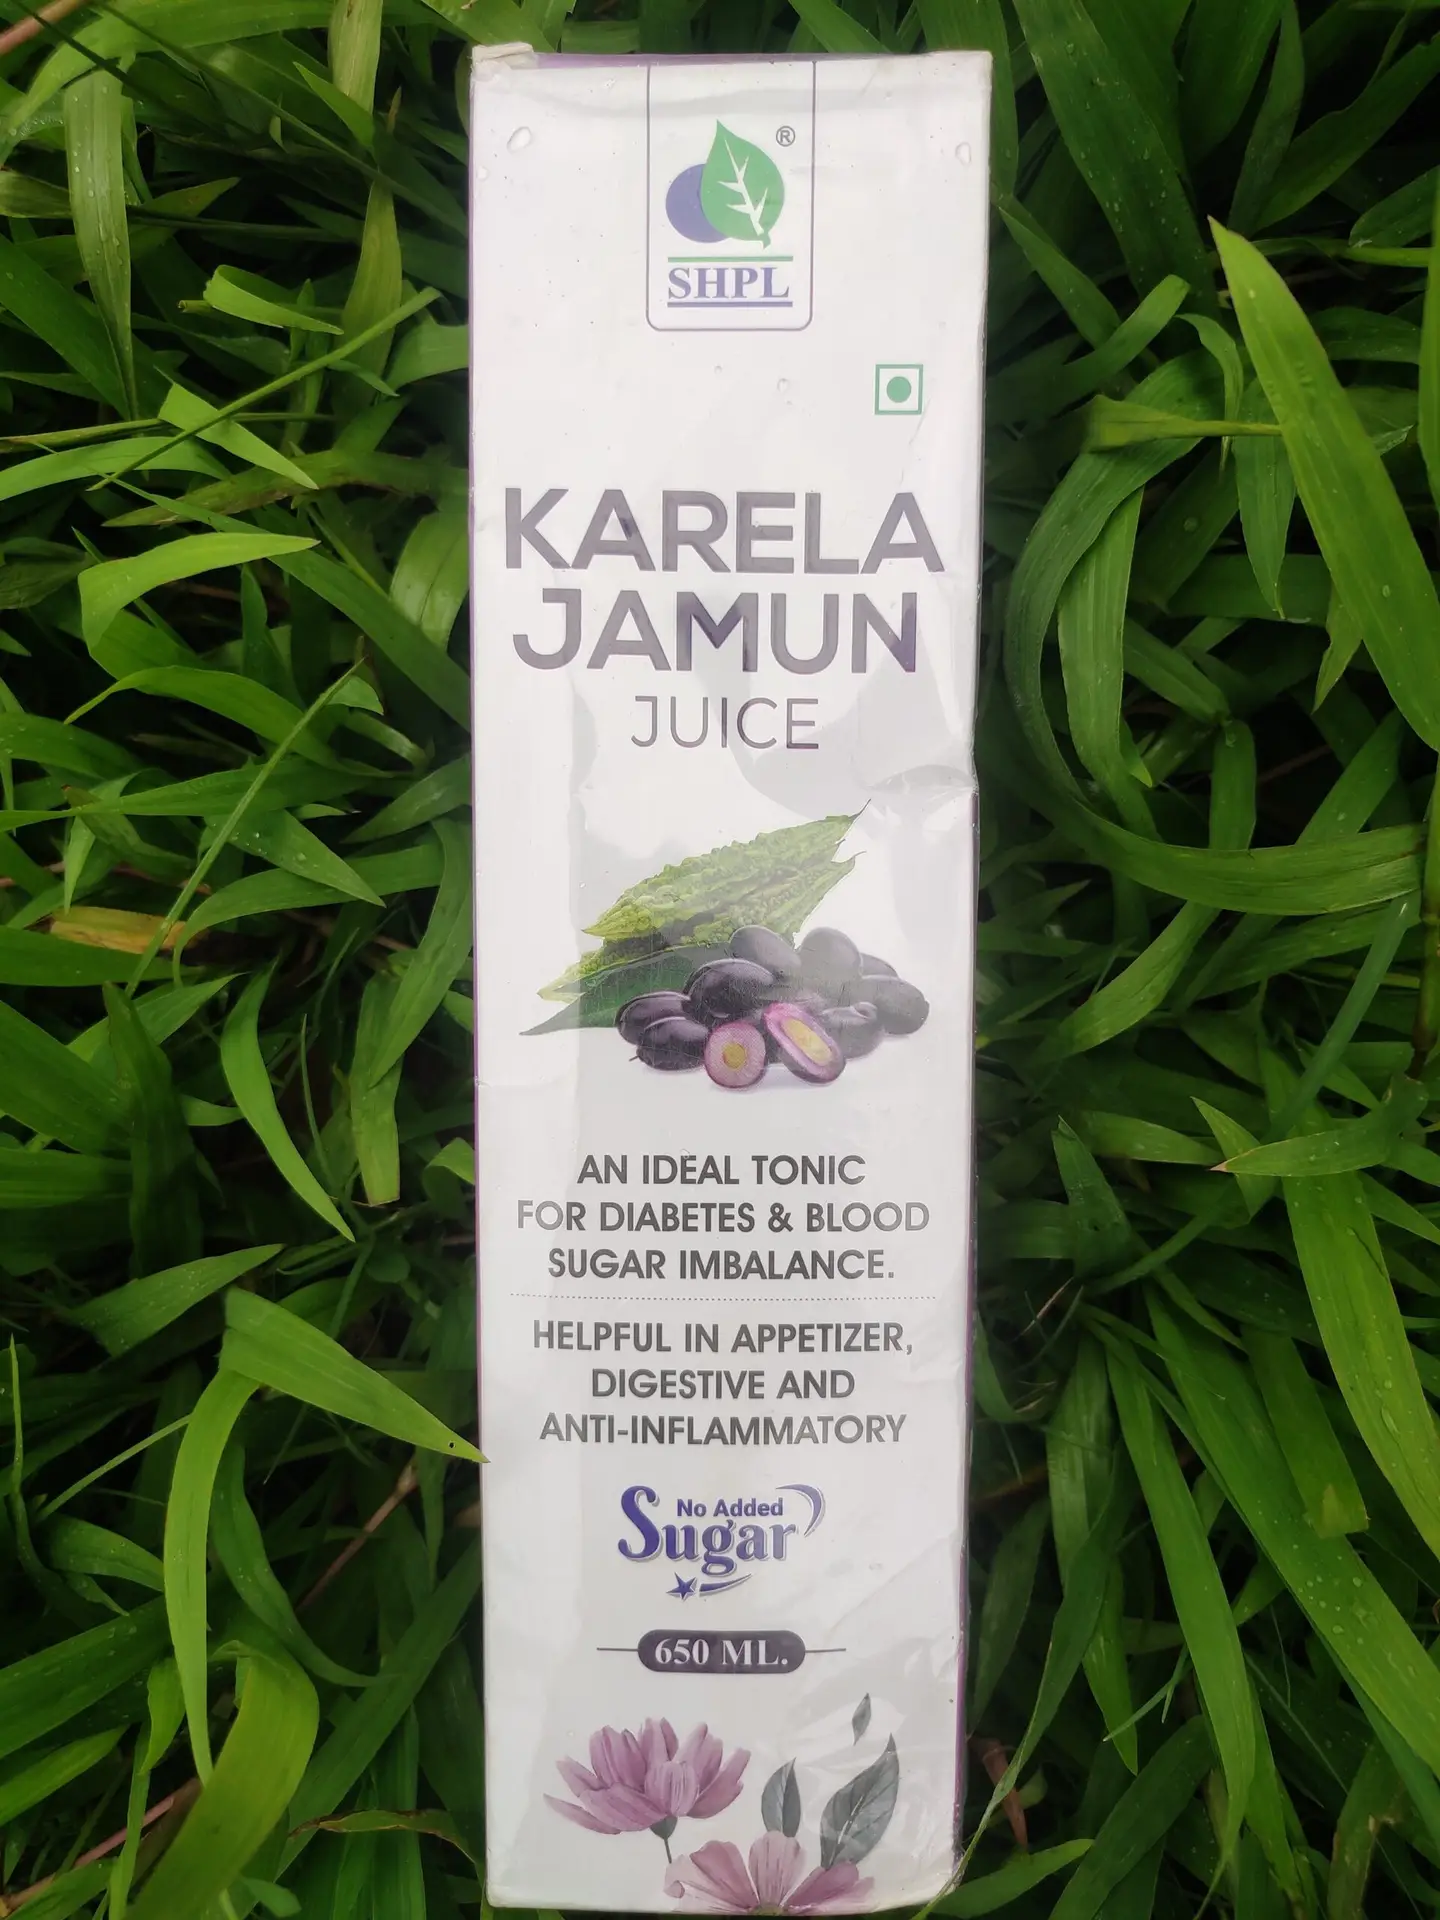 ®
SHPL
KARELA
JAMUN
JUICE
AN IDEAL TONIC
FOR DIABETES & BLOOD
SUGAR IMBALANCE.
HELPFUL IN APPETIZER,
DIGESTIVE AND
ANTI-INFLAMMATORY
No Added
Sugar
650 ML.